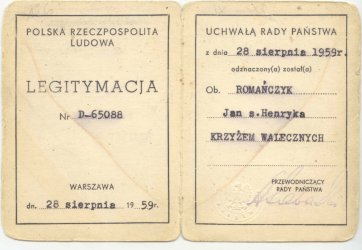 POLSKA RZECZPOSPOLITA
LUDOWA
LEGITYMACJA
Nr D-65088
WARSZAWA
dn. 28 sierpnia 1959r.
UCHWAŁĄ RADY PAŃSTWA
z dnia 28 sierpnia 1959r.
odznaczony(a) został(a)
Ob. ROMAŃCZYK
Jan s.Henryka
KRZYŻEM WALECZNYCH
PRZEWODNICZĄCY
RADY PAŃSTWA